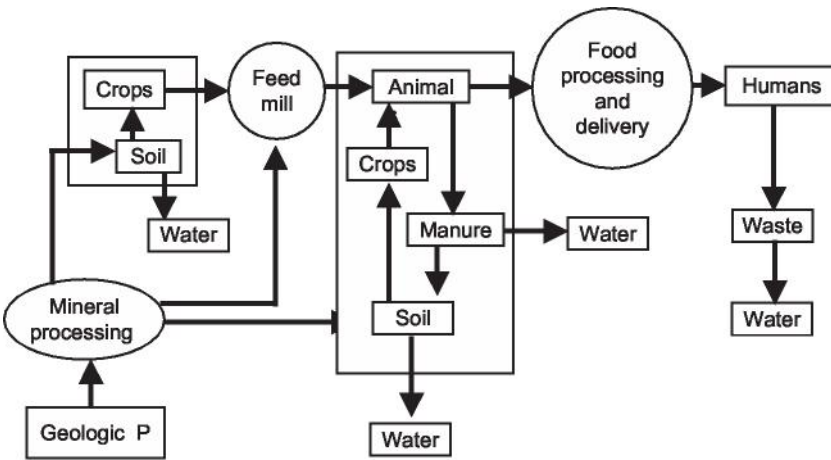 Crops
Soil
Water
Feed
mill
Animal
Crops
Manure
Soil
Water
Water
Food
processing
and
delivery
Humans
Waste
Water
Mineral
processing
Geologic P